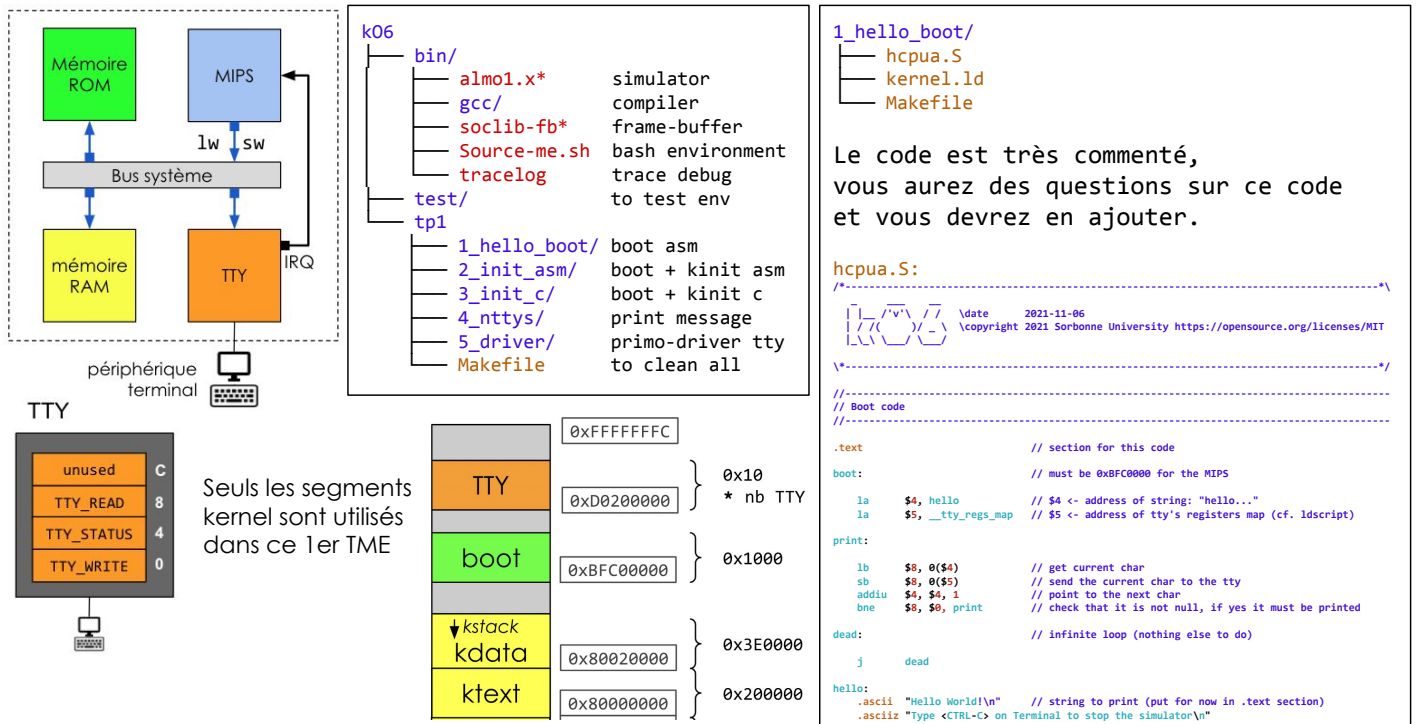 Mémoire
ROM
MIPS
lw
sw
Bus système
mémoire
RAM
TTY
IRQ
périphérique
terminal
TTY
unused C
TTY_READ 8
TTY_STATUS 4
TTY_WRITE 0
Seuls les segments
kernel sont utilisés
dans ce 1er TME
kO6
├── bin/
│   ├── almo1.x* simulator
│   ├── gcc/ compiler
│   ├── soclib-fb* frame-buffer
│   ├── Source-me.sh bash environment
│   └── tracelog trace debug
├── test/ to test env
└── tp1
    ├── 1_hello_boot/ boot asm
    ├── 2_init_asm/ boot + kinit asm
    ├── 3_init_c/ boot + kinit c
    ├── 4_nttys/ print message
    ├── 5_driver/ primo-driver tty
    └── Makefile to clean all
0xFFFFFFFC
TTY
0x10
* nb TTY
0xD0200000
boot
0x1000
0xBFC00000
kstack
kdata
0x3E0000
0x80020000
ktext
0x200000
0x80000000
1_hello_boot/
├── hcpua.S
├── kernel.ld
└── Makefile
Le code est très commenté,
vous aurez des questions sur ce code
et vous devrez en ajouter.
hcpua.S:
/*------------------------------------------------------------------------*\
   _     ___    __
  | |__ /'v'\  / /   \date      2021-11-06
  | / /(     )/ _ \  \copyright 2021 Sorbonne University https://opensource.org/licenses/MIT
  |_\_\ \___/ \___/
\*------------------------------------------------------------------------*/
//--------------------------------------------------------------------------
// Boot code
//--------------------------------------------------------------------------
.text // section for this code
boot: // must be 0xBFC00000 for the MIPS
la $4, hello // $4 <- address of string: "hello..."
la $5, __tty_regs_map // $5 <- address of tty's registers map (cf. ldscript)
print:
lb $8, 0($4) // get current char
sb $8, 0($5) // send the current char to the tty
addiu $4, $4, 1 // point to the next char
bne $8, $0, print // check that it is not null, if yes it must be printed
dead: // infinite loop (nothing else to do)
j dead
hello:
.ascii "Hello World!\n" // string to print (put for now in .text section)
.asciiz "Type <CTRL-C> on Terminal to stop the simulator\n"